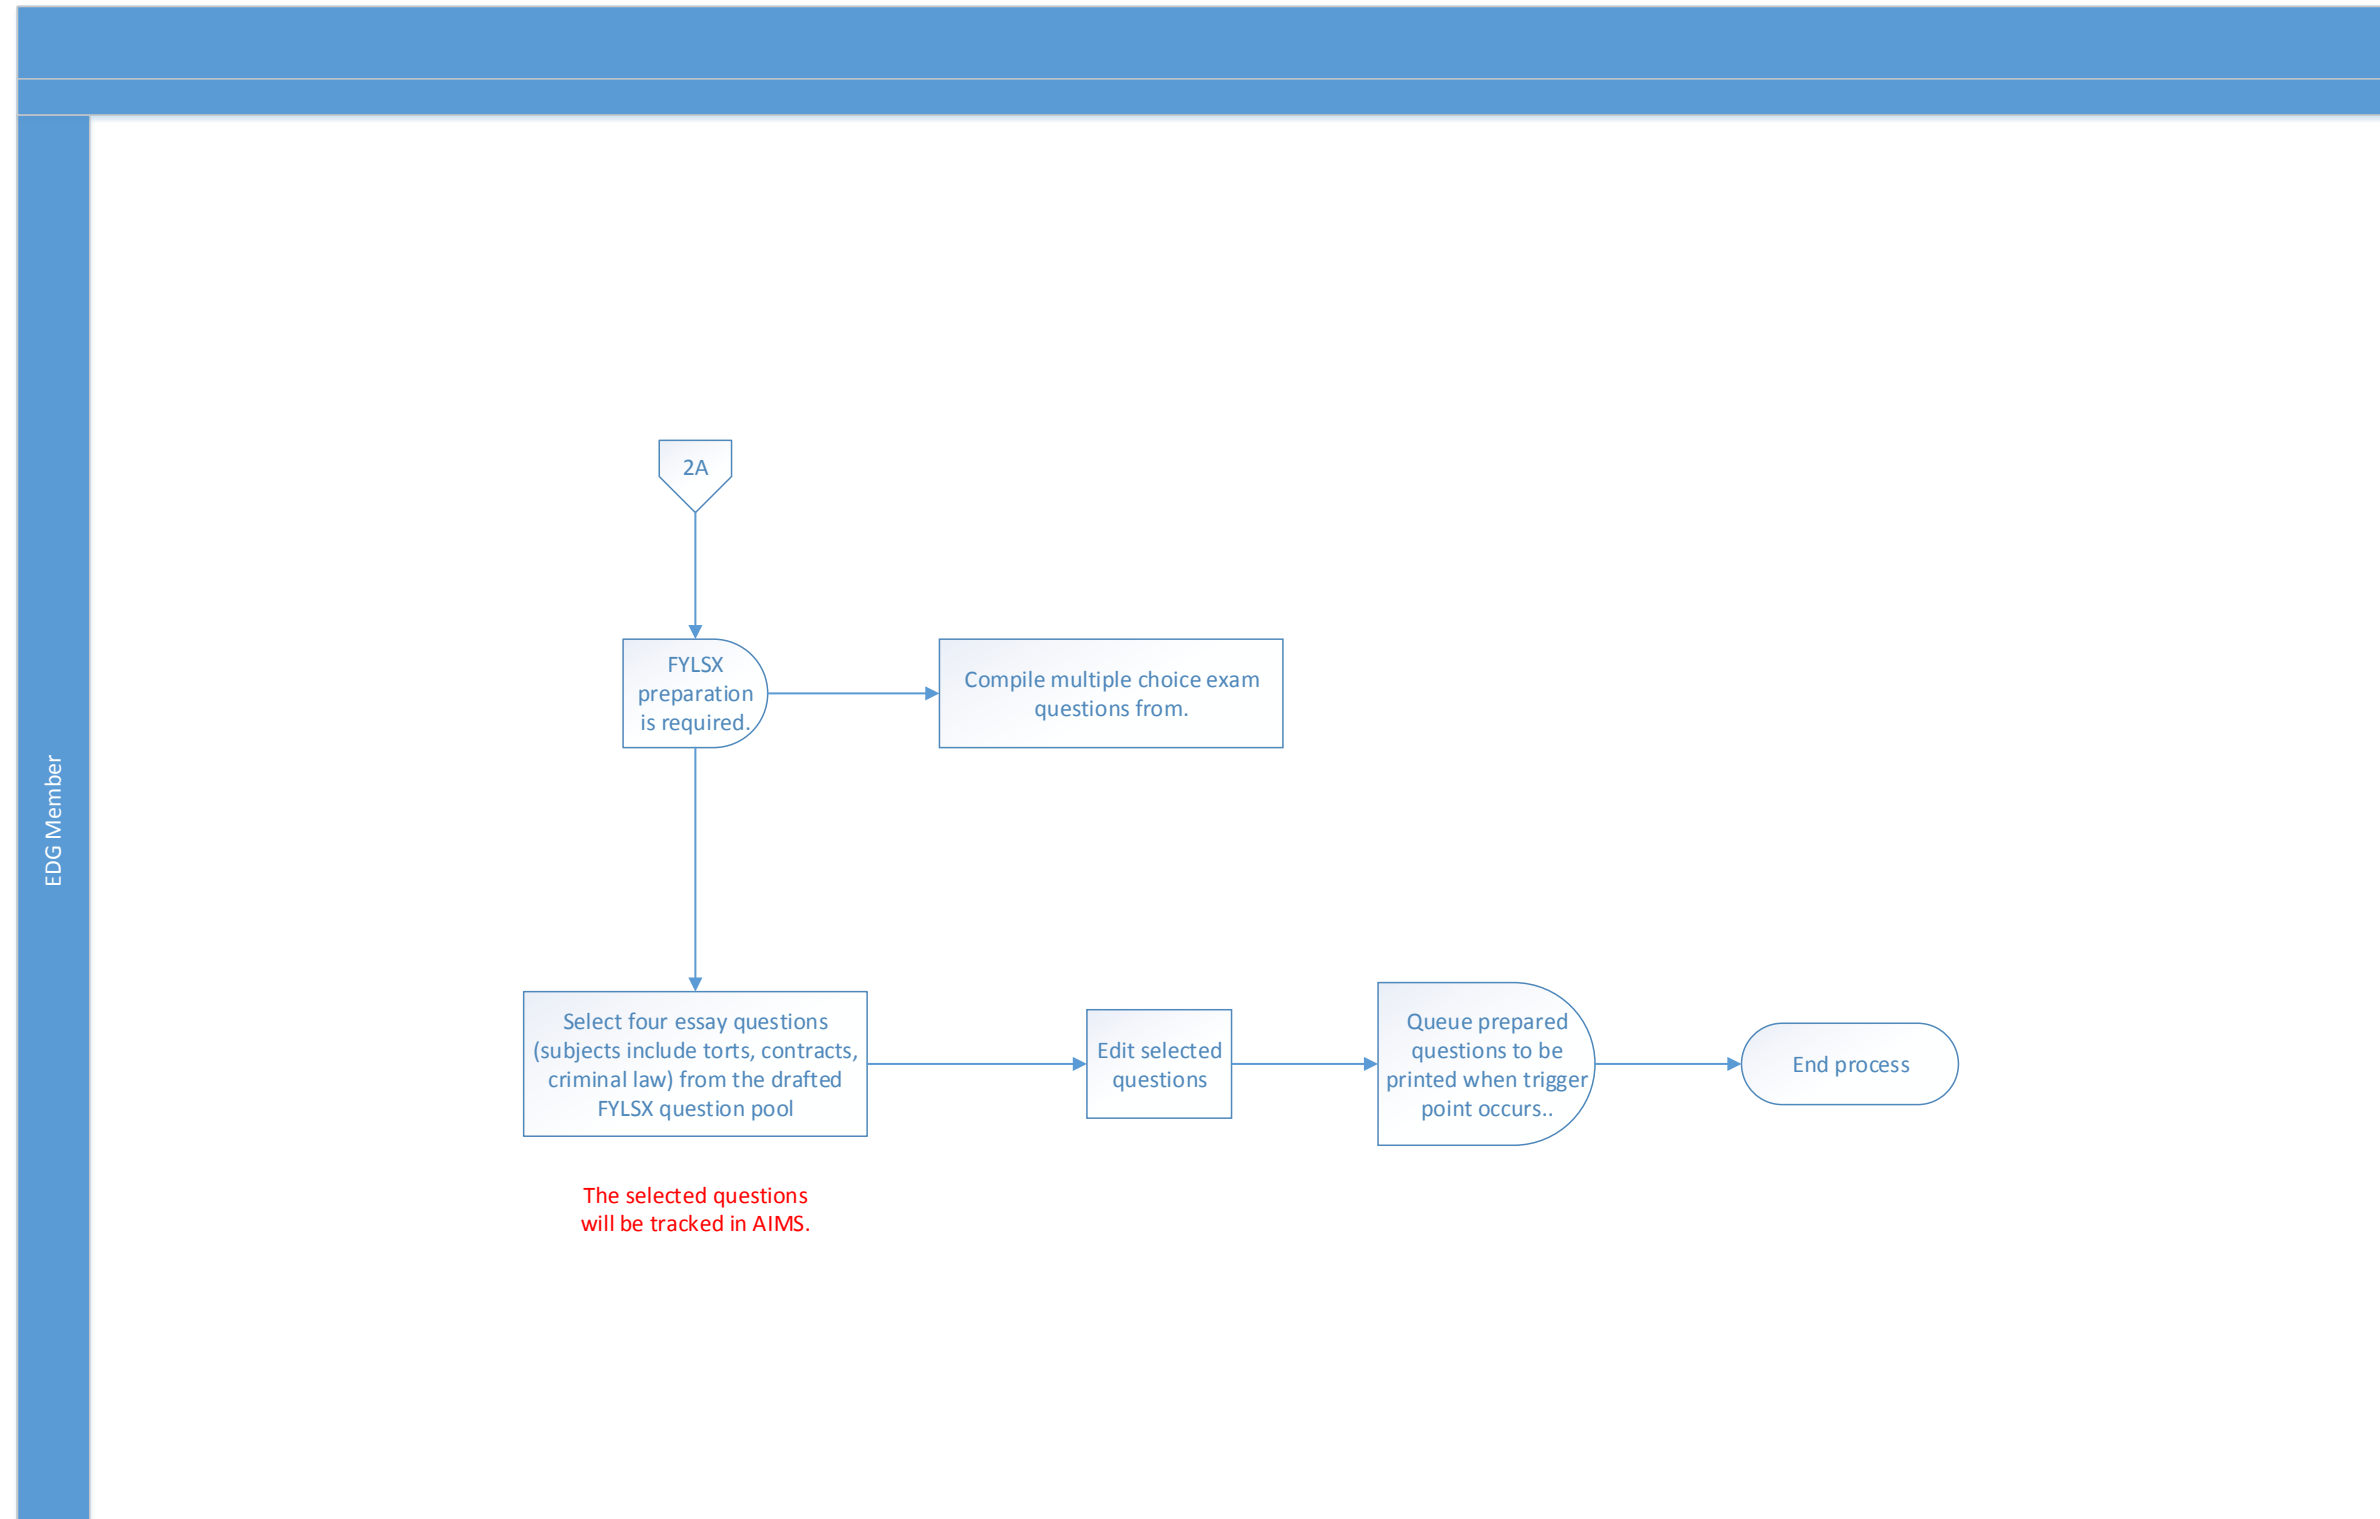 EDG Member
2A
FYLSX
preparation
is required.
Compile multiple choice exam
questions from.
Select four essay questions
(subjects include torts, contracts,
criminal law) from the drafted
FYLSX question pool
Edit selected
questions
Queue prepared
questions to be
printed when trigger
point occurs..
End process
The selected questions
will be tracked in AIMS.